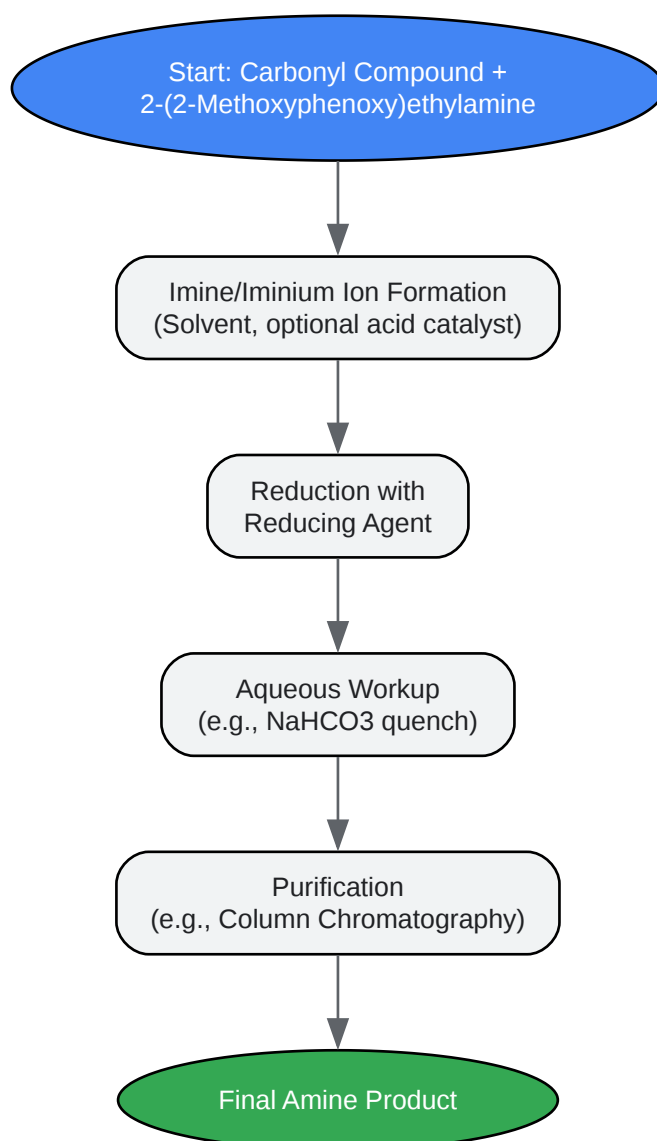 Start: Carbonyl Compound +
2-(2-Methoxyphenoxy)ethylamine
Imine/Iminium Ion Formation
(Solvent, optional acid catalyst)
Reduction with
Reducing Agent
Aqueous Workup
(e.g., NaHCO3 quench)
Purification
(e.g., Column Chromatography)
Final Amine Product